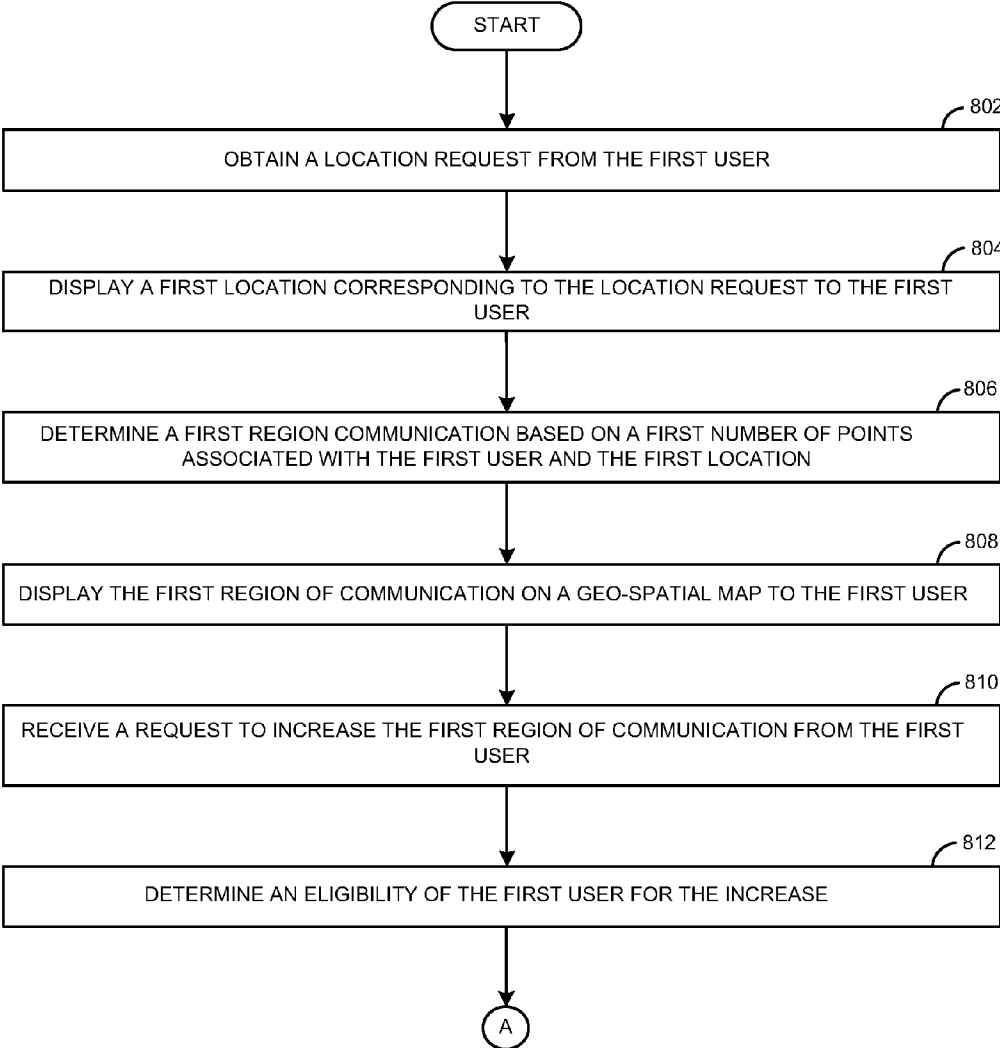 START
802
OBTAIN A LOCATION REQUEST FROM THE FIRST USER
804
DISPLAY A FIRST LOCATION CORRESPONDING TO THE LOCATION REQUEST TO THE FIRST
USER
806
DETERMINE A FIRST REGION COMMUNICATION BASED ON A FIRST NUMBER OF POINTS
ASSOCIATED WITH THE FIRST USER AND THE FIRST LOCATION
808
DISPLAY THE FIRST REGION OF COMMUNICATION ON A GEO-SPATIAL MAP TO THE FIRST USER
810
RECEIVE A REQUEST TO INCREASE THE FIRST REGION OF COMMUNICATION FROM THE FIRST
USER
812
DETERMINE AN ELIGIBILITY OF THE FIRST USER FOR THE INCREASE
A